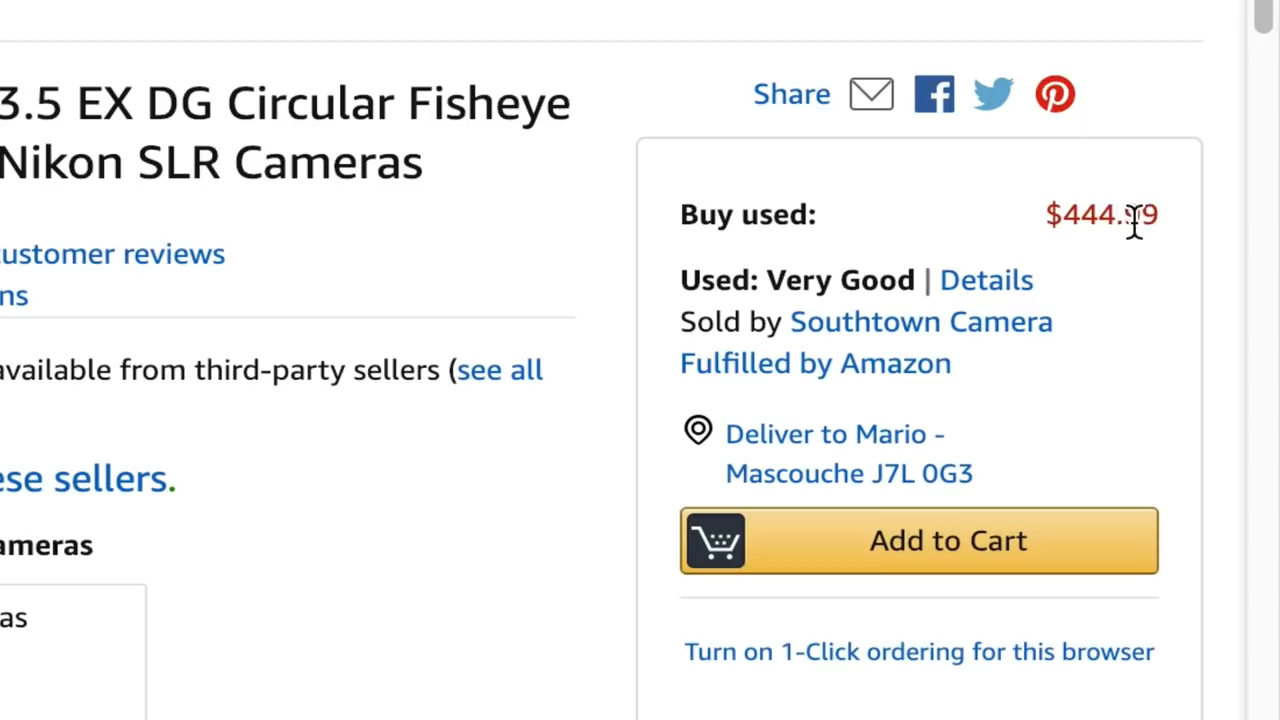 3.5 EX DG Circular Fisheye
Nikon SLR Cameras
customer reviews
ns
available from third-party sellers (see all
ese sellers.
ameras
as
Share
Buy used:
Used: Very Good | Details
Sold by Southtown Camera
Fulfilled by Amazon
Deliver to Mario -
Mascouche J7L 0G3
Add to Cart
Turn on 1-Click ordering for this browser